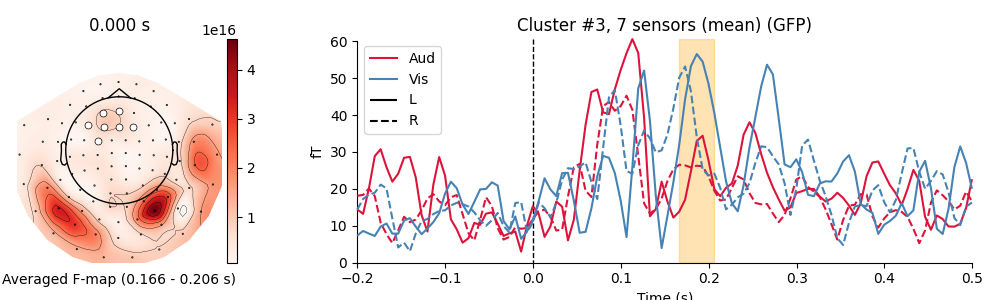 0.000 s
1e16
4
3
2
1
Averaged F-map (0.166 - 0.206 s)
Cluster #3, 7 sensors (mean) (GFP)
Aud
Vis
L
R
fT
60
50
40
30
20
10
0
−0.2
−0.1
0.0
0.1
0.2
0.3
0.4
0.5
Time (s)